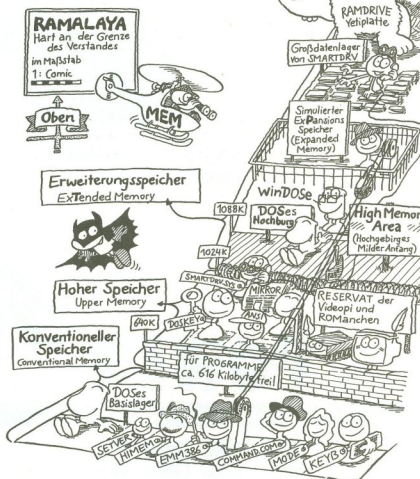 RAMALAYA
Hart an der Grenze
des Verstandes
im Maßstab
1: Comic
Oben
MEM
RAMDRIVE
Yetiplatte
Großdatenlager
von SMARTDRV
Simulierter
ExPansions
Speicher
(Expanded
Memory)
Erweiterungsspeicher
ExTended Memory
WinDOSe
1088K
DOSes
Hochburg
High Memory
Area
(Hochgebirges
Milder Anfang)
1024K
Hoher Speicher
Upper Memory
SMARTDRV.SYS
MIRROR
640K
DOSKEY
ANSI
RESERVAT der
Videopi und
ROManchen
Konventioneller
Speicher
Conventional Memory
für PROGRAMME
ca. 616 Kilobyte frei!
DOSes
Basislager
SETVER
HIMEM
EMM386
COMMAND.COM
MODE
KEYB